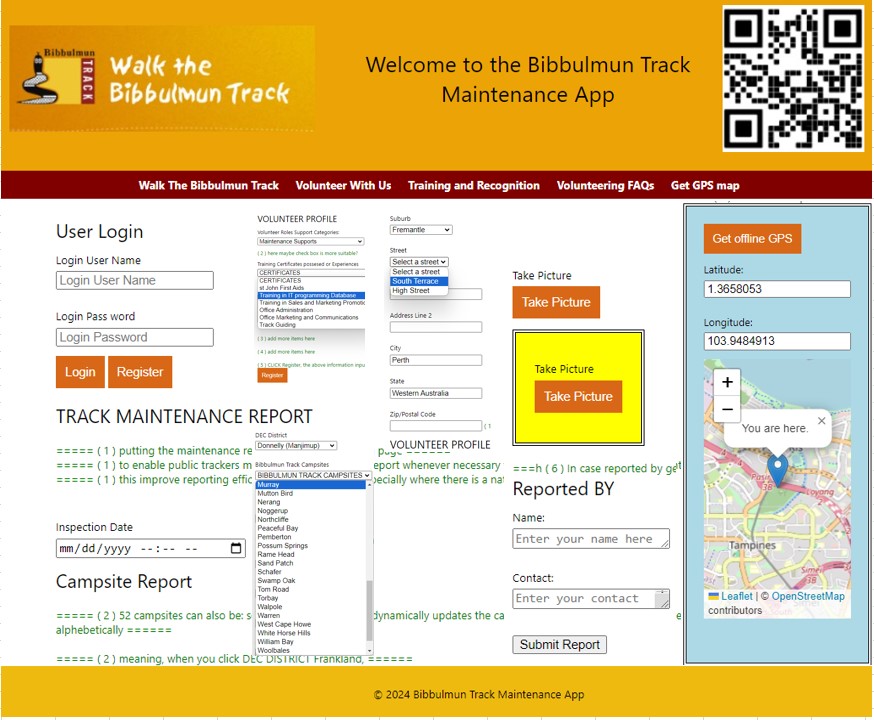 Bibbulmun
TRACK
Walk the
Bibbulmun Track
Welcome to the Bibbulmun Track
Maintenance App
Walk The Bibbulmun Track Volunteer With Us Training and Recognition Volunteering FAQs Get GPS map
User Login
Login User Name
Login User Name
Login Pass word
Login Password
Login Register
VOLUNTEER PROFILE
Volunteer Roles Support Categories:
Maintenance Supports
( 2 ) here maybe check box is more suitable?
Training Certificates possesed or Experiences
CERTIFICATES
CERTIFICATES
st John First Aids
Training in IT programming Database
Training in Sales and Marketing Promotio
Office Administration
Office Marketing and Communications
Track Guiding
( 3 ) add more items here
( 4 ) add more items here
( 5 ) CLICK Register, the above information inpu
Register
Suburb
Fremantle
Street
Select a street
Select a street
South Terrace
High Street
Address Line 2
City
Perth
State
Western Australia
Zip/Postal Code
( 1
VOLUNTEER PROFILE
Take Picture
Take Picture
Take Picture
Take Picture
TRACK MAINTENANCE REPORT
===== ( 1 ) putting the maintenance re page ======
===== ( 1 ) to enable public trackers m eport whenever necessary
===== ( 1 ) this improve reporting effic pecially where there is a na
DEC District
Donnelly (Manjimup)
Bibbulmun Track Campsites
BIBBULMUN TRACK CAMPSITES
Murray
Mutton Bird
Nerang
Noggerup
Northcliffe
Peaceful Bay
Pemberton
Possum Springs
Rame Head
Sand Patch
Schafer
Swamp Oak
Tom Road
Torbay
Walpole
Warren
West Cape Howe
White Horse Hills
William Bay
Woolbales
Inspection Date
mm/dd/yyyy --:-- --
Campsite Report
===== ( 2 ) 52 campsites can also be: s dynamically updates the ca e
alphetically ======
===== ( 2 ) meaning, when you click DEC DISTRICT Frankland, ======
===h ( 6 ) In case reported by get
Reported BY
Name:
Enter your name here
Contact:
Enter your contact
Submit Report
Get offline GPS
Latitude:
1.3658053
Longitude:
103.9484913
+
−
You are here.
×
Pasir
Ris
Loyang
Tampines
Simei
Leaflet | © OpenStreetMap
contributors
© 2024 Bibbulmun Track Maintenance App